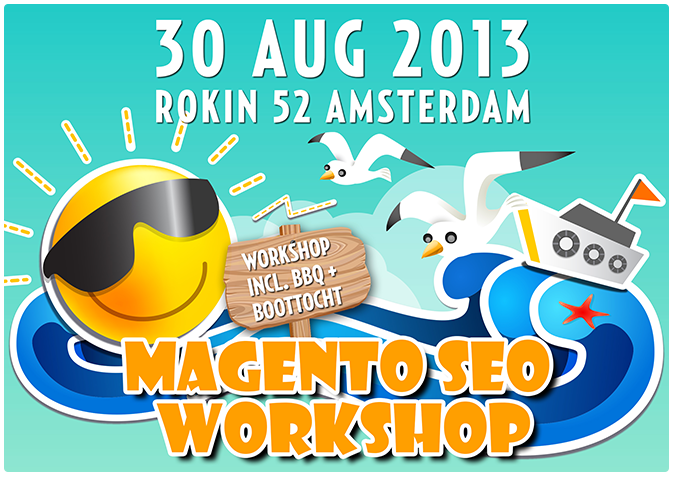 30 AUG 2013
ROKIN 52 AMSTERDAM
WORKSHOP
INCL. BBQ +
BOOTTOCHT
MAGENTO SEO
WORKSHOP